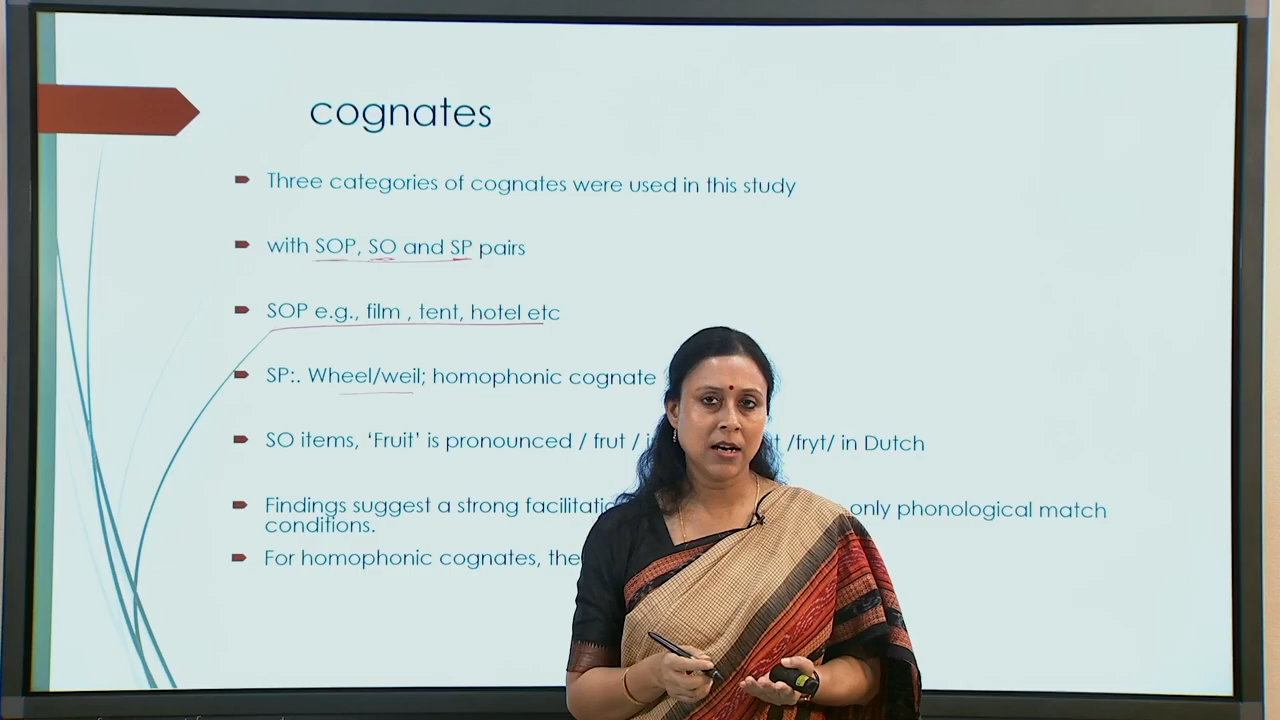 cognates
Three categories of cognates were used in this study
with SOP, SO and SP pairs
SOP e.g., film , tent, hotel etc
SP:. Wheel/weil; homophonic cognate
SO items, ‘Fruit’ is pronounced / frut / /fryt/ in Dutch
Findings suggest a strong only phonological match
conditions.
For homophonic cognates, the